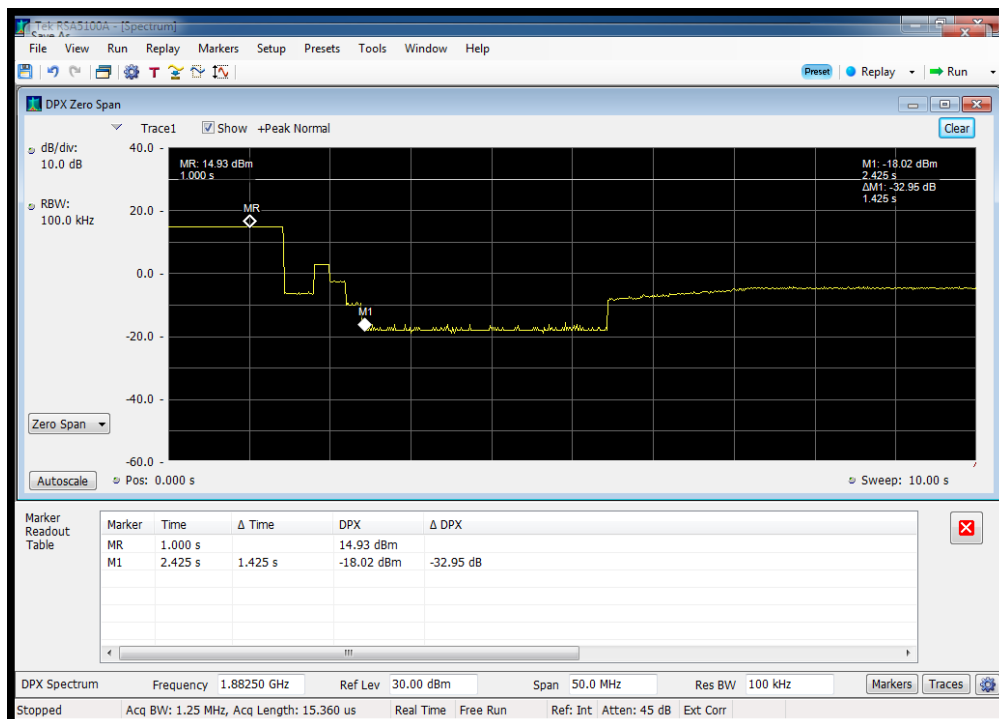 Tek RSA5100A - [Spectrum]
Save As
File View Run Replay Markers Setup Presets Tools Window Help
T Preset Replay Run
DPX Zero Span
Trace1 Show +Peak Normal Clear
dB/div:
10.0 dB
RBW:
100.0 kHz
40.0
20.0
0.0
-20.0
-40.0
-60.0
MR: 14.93 dBm
1.000 s
M1: -18.02 dBm
2.425 s
ΔM1: -32.95 dB
1.425 s
MR
M1
Zero Span
Autoscale Pos: 0.000 s Sweep: 10.00 s
Marker
Readout
Table
Marker Time Δ Time DPX Δ DPX
MR 1.000 s 14.93 dBm
M1 2.425 s 1.425 s -18.02 dBm -32.95 dB
DPX Spectrum Frequency 1.88250 GHz Ref Lev 30.00 dBm Span 50.0 MHz Res BW 100 kHz Markers Traces
Stopped Acq BW: 1.25 MHz, Acq Length: 15.360 us Real Time Free Run Ref: Int Atten: 45 dB Ext Corr